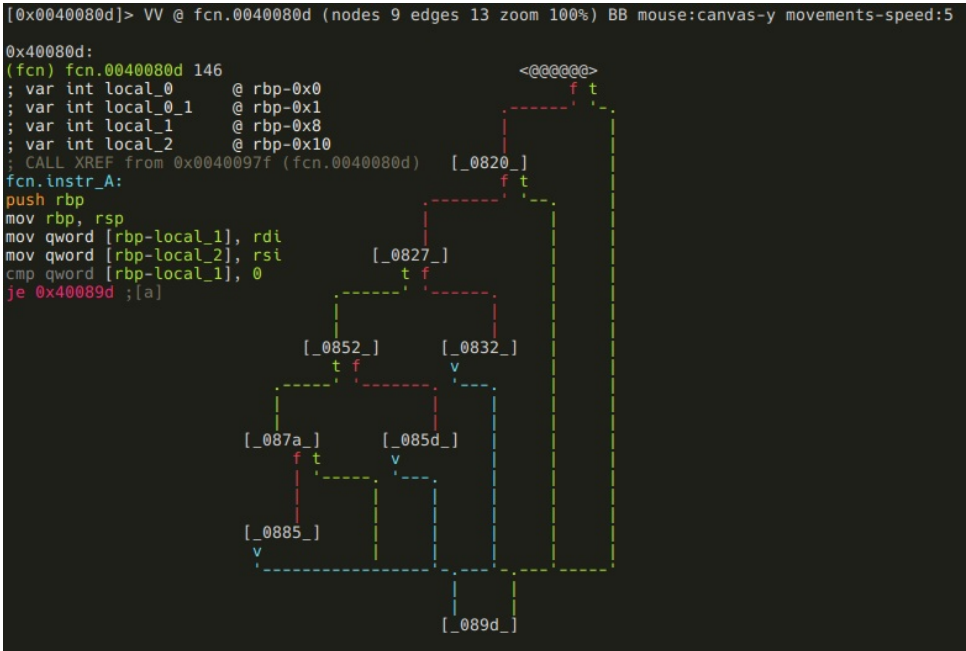 [0x0040080d]> VV @ fcn.0040080d (nodes 9 edges 13 zoom 100%) BB mouse:canvas-y movements-speed:5
0x40080d:
(fcn) fcn.0040080d 146
; var int local_0 @ rbp-0x0
; var int local_0_1 @ rbp-0x1
; var int local_1 @ rbp-0x8
; var int local_2 @ rbp-0x10
; CALL XREF from 0x0040097f (fcn.0040080d)
fcn.instr_A:
push rbp
mov rbp, rsp
mov qword [rbp-local_1], rdi
mov qword [rbp-local_2], rsi
cmp qword [rbp-local_1], 0
je 0x40089d ;[a]
<@@@@@@>
f t
[_0820_]
f t
[_0827_]
t f
[_0852_] [_0832_]
t f v
[_087a_] [_085d_]
f t v
[_0885_]
v
[_089d_]